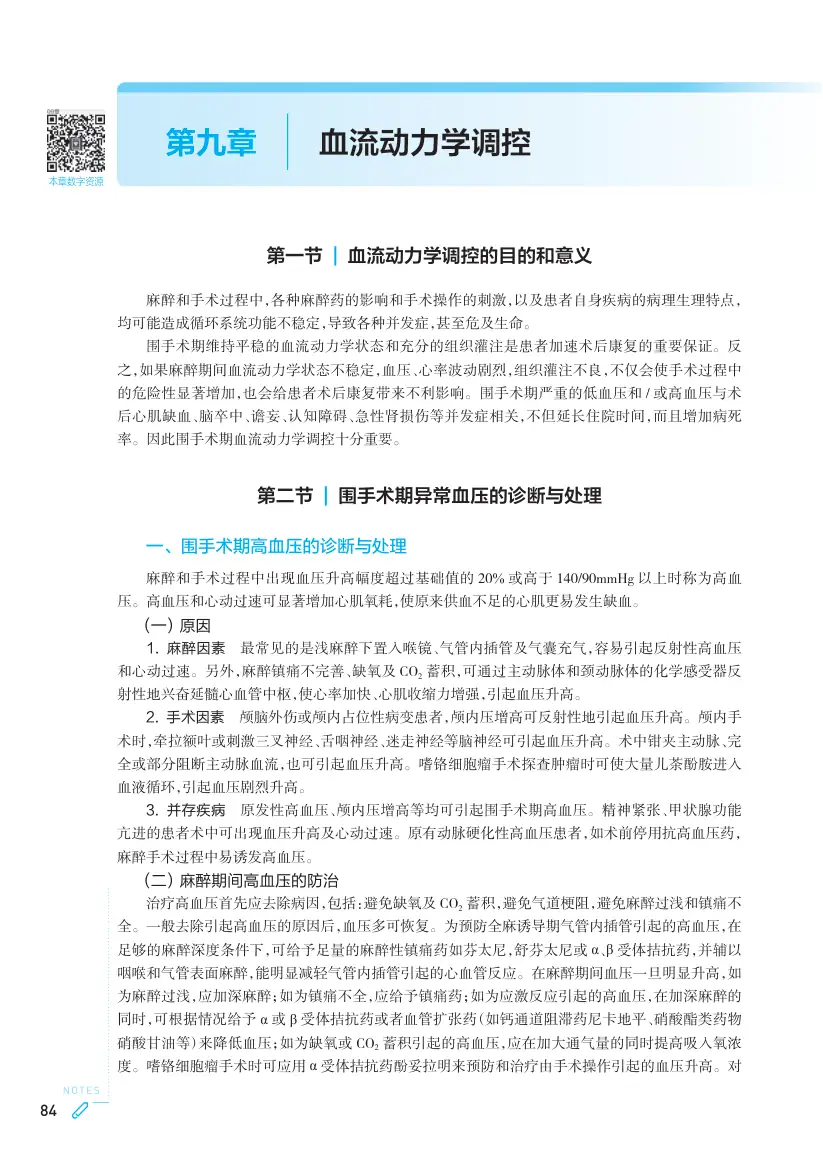 第九章
血流动力学调控
本章数字资源
第一节 | 血流动力学调控的目的和意义
麻醉和手术过程中,各种麻醉药的影响和手术操作的刺激,以及患者自身疾病的病理生理特点,
均可能造成循环系统功能不稳定,导致各种并发症,甚至危及生命。
围手术期维持平稳的血流动力学状态和充分的组织灌注是患者加速术后康复的重要保证。反
之,如果麻醉期间血流动力学状态不稳定,血压、心率波动剧烈,组织灌注不良,不仅会使手术过程中
的危险性显著增加,也会给患者术后康复带来不利影响。围手术期严重的低血压和 / 或高血压与术
后心肌缺血、脑卒中、谵妄、认知障碍、急性肾损伤等并发症相关,不但延长住院时间,而且增加病死
率。因此围手术期血流动力学调控十分重要。
第二节 | 围手术期异常血压的诊断与处理
一、围手术期高血压的诊断与处理
麻醉和手术过程中出现血压升高幅度超过基础值的 20% 或高于 140/90mmHg 以上时称为高血
压。高血压和心动过速可显著增加心肌氧耗,使原来供血不足的心肌更易发生缺血。
(一) 原因
1. 麻醉因素 最常见的是浅麻醉下置入喉镜、气管内插管及气囊充气,容易引起反射性高血压
和心动过速。另外,麻醉镇痛不完善、缺氧及 CO₂ 蓄积,可通过主动脉体和颈动脉体的化学感受器反
射性地兴奋延髓心血管中枢,使心率加快、心肌收缩力增强,引起血压升高。
2. 手术因素 颅脑外伤或颅内占位性病变患者,颅内压增高可反射性地引起血压升高。颅内手
术时,牵拉额叶或刺激三叉神经、舌咽神经、迷走神经等脑神经可引起血压升高。术中钳夹主动脉、完
全或部分阻断主动脉血流,也可引起血压升高。嗜铬细胞瘤手术探查肿瘤时可使大量儿茶酚胺进入
血液循环,引起血压剧烈升高。
3. 并存疾病 原发性高血压、颅内压增高等均可引起围手术期高血压。精神紧张、甲状腺功能
亢进的患者术中可出现血压升高及心动过速。原有动脉硬化性高血压患者,如术前停用抗高血压药,
麻醉手术过程中易诱发高血压。
(二) 麻醉期间高血压的防治
治疗高血压首先应去除病因,包括:避免缺氧及 CO₂ 蓄积,避免气道梗阻,避免麻醉过浅和镇痛不
全。一般去除引起高血压的原因后,血压多可恢复。为预防全麻诱导期气管内插管引起的高血压,在
足够的麻醉深度条件下,可给予足量的麻醉性镇痛药如芬太尼,舒芬太尼或 α、β 受体拮抗药,并辅以
咽喉和气管表面麻醉,能明显减轻气管内插管引起的心血管反应。在麻醉期间血压一旦明显升高,如
为麻醉过浅,应加深麻醉;如为镇痛不全,应给予镇痛药;如为应激反应引起的高血压,在加深麻醉的
同时,可根据情况给予 α 或 β 受体拮抗药或者血管扩张药(如钙通道阻滞药尼卡地平、硝酸酯类药物
硝酸甘油等)来降低血压;如为缺氧或 CO₂ 蓄积引起的高血压,应在加大通气量的同时提高吸入氧浓
度。嗜铬细胞瘤手术时可应用 α 受体拮抗药酚妥拉明来预防和治疗由手术操作引起的血压升高。对
NOTES
84